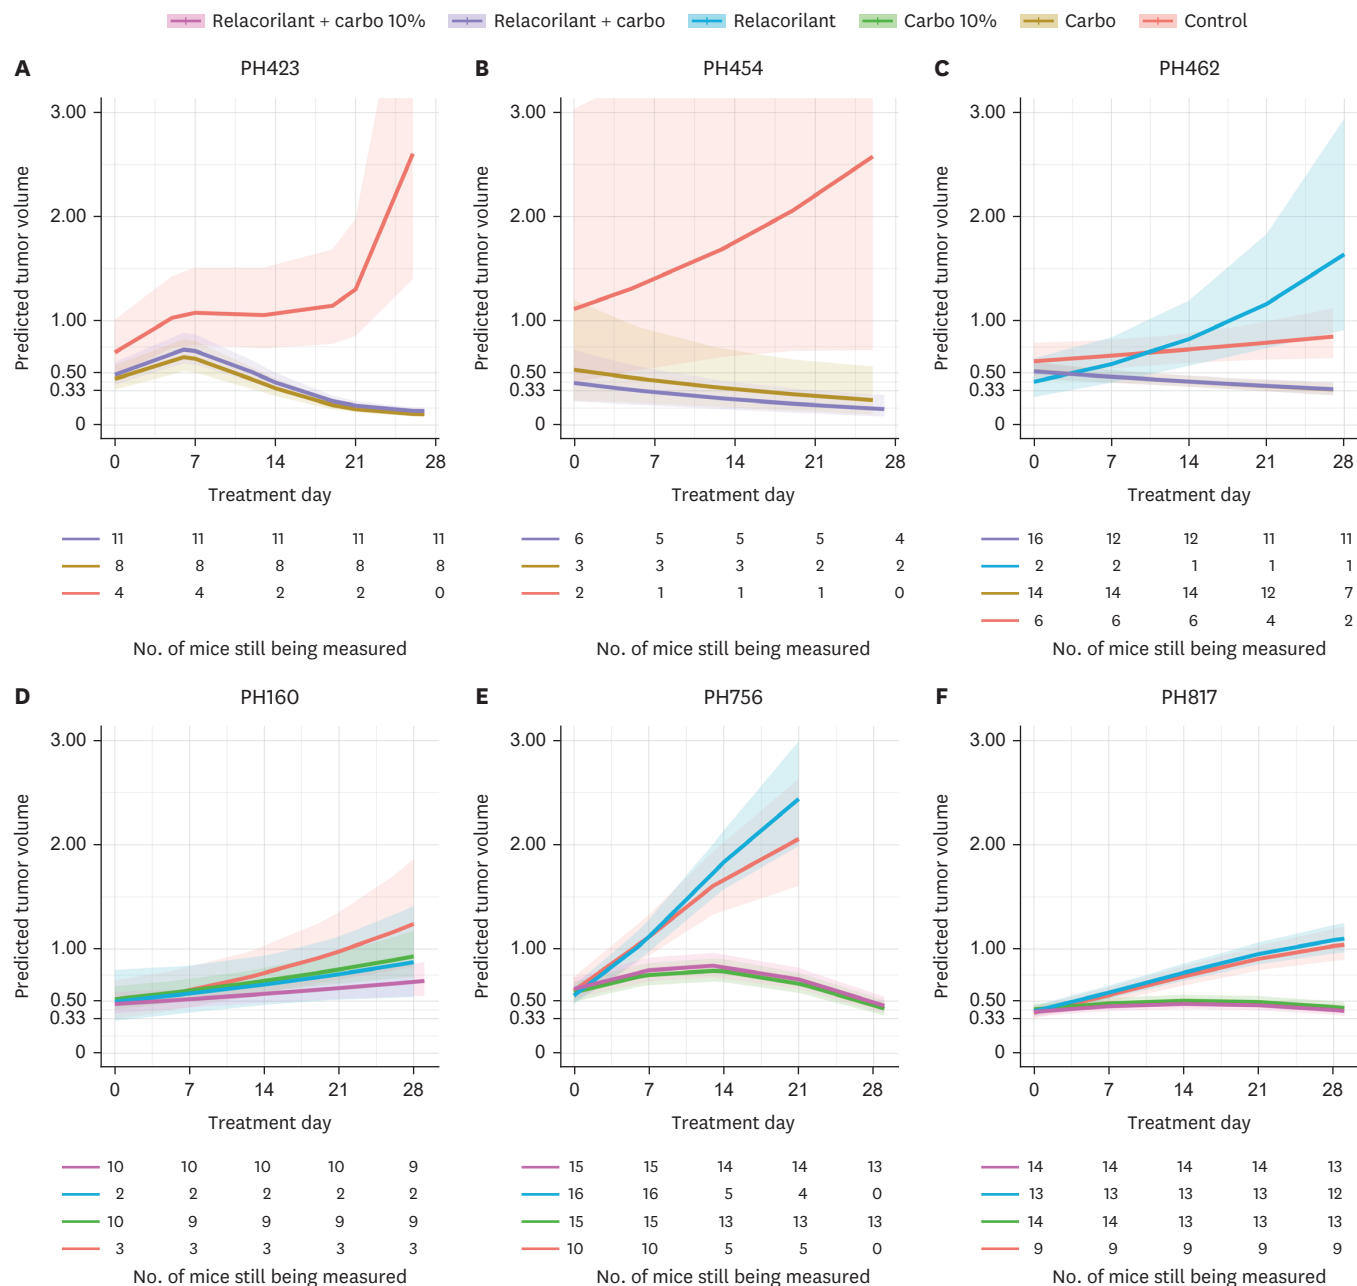 Relacorilant + carbo 10% Relacorilant + carbo Relacorilant Carbo 10% Carbo Control
A PH423
Predicted tumor volume
3.00
2.00
1.00
0.50
0.33
0
0 7 14 21 28
Treatment day
11 11 11 11 11
8 8 8 8 8
4 4 2 2 0
No. of mice still being measured
B PH454
Predicted tumor volume
3.00
2.00
1.00
0.50
0.33
0
0 7 14 21 28
Treatment day
6 5 5 5 4
3 3 3 2 2
2 1 1 1 0
No. of mice still being measured
C PH462
Predicted tumor volume
3.00
2.00
1.00
0.50
0.33
0
0 7 14 21 28
Treatment day
16 12 12 11 11
2 2 1 1 1
14 14 14 12 7
6 6 6 4 2
No. of mice still being measured
D PH160
Predicted tumor volume
3.00
2.00
1.00
0.50
0.33
0
0 7 14 21 28
Treatment day
10 10 10 10 9
2 2 2 2 2
10 9 9 9 9
3 3 3 3 3
No. of mice still being measured
E PH756
Predicted tumor volume
3.00
2.00
1.00
0.50
0.33
0
0 7 14 21 28
Treatment day
15 15 14 14 13
16 16 5 4 0
15 15 13 13 13
10 10 5 5 0
No. of mice still being measured
F PH817
Predicted tumor volume
3.00
2.00
1.00
0.50
0.33
0
0 7 14 21 28
Treatment day
14 14 14 14 13
13 13 13 13 12
14 14 13 13 13
9 9 9 9 9
No. of mice still being measured